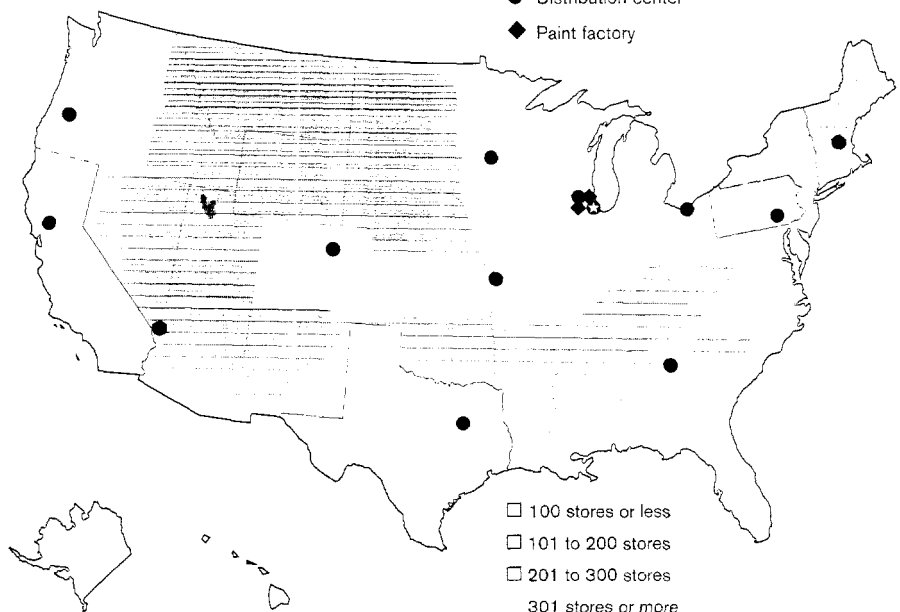 Distribution center
Paint factory
100 stores or less
101 to 200 stores
201 to 300 stores
301 stores or more